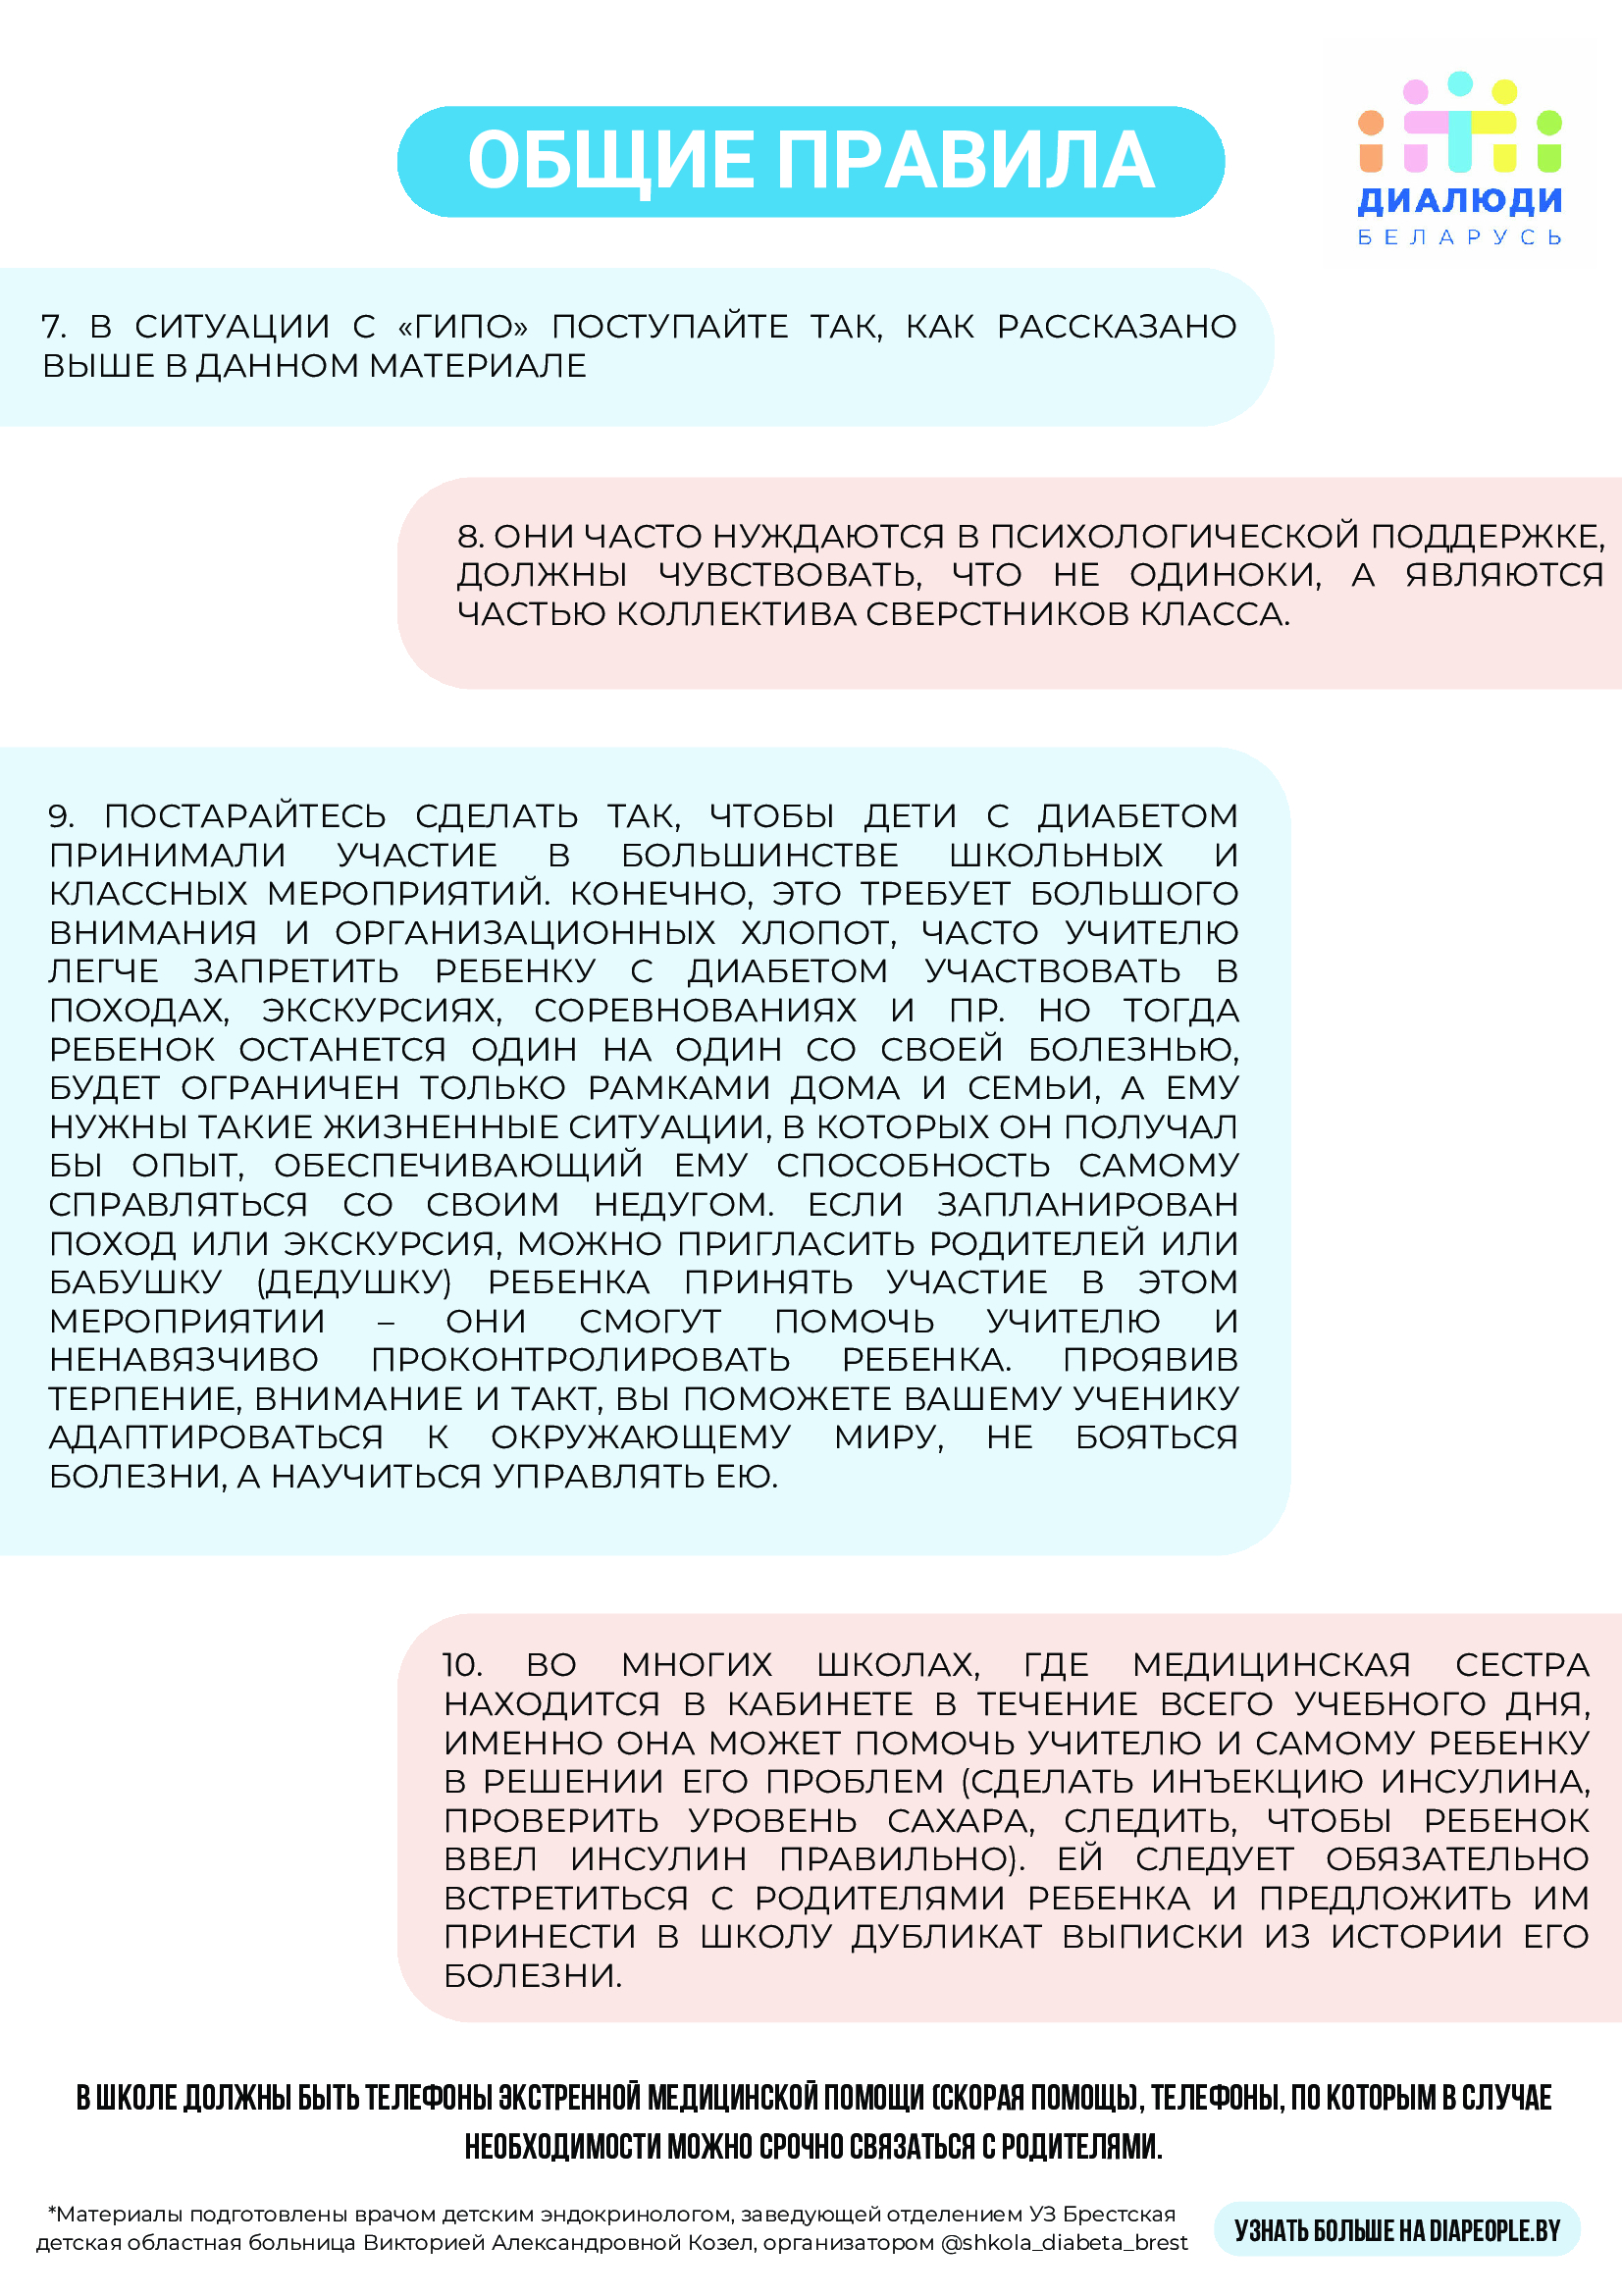 ОБЩИЕ ПРАВИЛА
ДИАЛЮДИ
БЕЛАРУСЬ
7. В СИТУАЦИИ С «ГИПО» ПОСТУПАЙТЕ ТАК, КАК РАССКАЗАНО
ВЫШЕ В ДАННОМ МАТЕРИАЛЕ
8. ОНИ ЧАСТО НУЖДАЮТСЯ В ПСИХОЛОГИЧЕСКОЙ ПОДДЕРЖКЕ,
ДОЛЖНЫ ЧУВСТВОВАТЬ, ЧТО НЕ ОДИНОКИ, А ЯВЛЯЮТСЯ
ЧАСТЬЮ КОЛЛЕКТИВА СВЕРСТНИКОВ КЛАССА.
9. ПОСТАРАЙТЕСЬ СДЕЛАТЬ ТАК, ЧТОБЫ ДЕТИ С ДИАБЕТОМ
ПРИНИМАЛИ УЧАСТИЕ В БОЛЬШИНСТВЕ ШКОЛЬНЫХ И
КЛАССНЫХ МЕРОПРИЯТИЙ. КОНЕЧНО, ЭТО ТРЕБУЕТ БОЛЬШОГО
ВНИМАНИЯ И ОРГАНИЗАЦИОННЫХ ХЛОПОТ, ЧАСТО УЧИТЕЛЮ
ЛЕГЧЕ ЗАПРЕТИТЬ РЕБЕНКУ С ДИАБЕТОМ УЧАСТВОВАТЬ В
ПОХОДАХ, ЭКСКУРСИЯХ, СОРЕВНОВАНИЯХ И ПР. НО ТОГДА
РЕБЕНОК ОСТАНЕТСЯ ОДИН НА ОДИН СО СВОЕЙ БОЛЕЗНЬЮ,
БУДЕТ ОГРАНИЧЕН ТОЛЬКО РАМКАМИ ДОМА И СЕМЬИ, А ЕМУ
НУЖНЫ ТАКИЕ ЖИЗНЕННЫЕ СИТУАЦИИ, В КОТОРЫХ ОН ПОЛУЧАЛ
БЫ ОПЫТ, ОБЕСПЕЧИВАЮЩИЙ ЕМУ СПОСОБНОСТЬ САМОМУ
СПРАВЛЯТЬСЯ СО СВОИМ НЕДУГОМ. ЕСЛИ ЗАПЛАНИРОВАН
ПОХОД ИЛИ ЭКСКУРСИЯ, МОЖНО ПРИГЛАСИТЬ РОДИТЕЛЕЙ ИЛИ
БАБУШКУ (ДЕДУШКУ) РЕБЕНКА ПРИНЯТЬ УЧАСТИЕ В ЭТОМ
МЕРОПРИЯТИИ – ОНИ СМОГУТ ПОМОЧЬ УЧИТЕЛЮ И
НЕНАВЯЗЧИВО ПРОКОНТРОЛИРОВАТЬ РЕБЕНКА. ПРОЯВИВ
ТЕРПЕНИЕ, ВНИМАНИЕ И ТАКТ, ВЫ ПОМОЖЕТЕ ВАШЕМУ УЧЕНИКУ
АДАПТИРОВАТЬСЯ К ОКРУЖАЮЩЕМУ МИРУ, НЕ БОЯТЬСЯ
БОЛЕЗНИ, А НАУЧИТЬСЯ УПРАВЛЯТЬ ЕЮ.
10. ВО МНОГИХ ШКОЛАХ, ГДЕ МЕДИЦИНСКАЯ СЕСТРА
НАХОДИТСЯ В КАБИНЕТЕ В ТЕЧЕНИЕ ВСЕГО УЧЕБНОГО ДНЯ,
ИМЕННО ОНА МОЖЕТ ПОМОЧЬ УЧИТЕЛЮ И САМОМУ РЕБЕНКУ
В РЕШЕНИИ ЕГО ПРОБЛЕМ (СДЕЛАТЬ ИНЪЕКЦИЮ ИНСУЛИНА,
ПРОВЕРИТЬ УРОВЕНЬ САХАРА, СЛЕДИТЬ, ЧТОБЫ РЕБЕНОК
ВВЕЛ ИНСУЛИН ПРАВИЛЬНО). ЕЙ СЛЕДУЕТ ОБЯЗАТЕЛЬНО
ВСТРЕТИТЬСЯ С РОДИТЕЛЯМИ РЕБЕНКА И ПРЕДЛОЖИТЬ ИМ
ПРИНЕСТИ В ШКОЛУ ДУБЛИКАТ ВЫПИСКИ ИЗ ИСТОРИИ ЕГО
БОЛЕЗНИ.
В ШКОЛЕ ДОЛЖНЫ БЫТЬ ТЕЛЕФОНЫ ЭКСТРЕННОЙ МЕДИЦИНСКОЙ ПОМОЩИ (СКОРАЯ ПОМОЩЬ), ТЕЛЕФОНЫ, ПО КОТОРЫМ В СЛУЧАЕ
НЕОБХОДИМОСТИ МОЖНО СРОЧНО СВЯЗАТЬСЯ С РОДИТЕЛЯМИ.
*Материалы подготовлены врачом детским эндокринологом, заведующей отделением УЗ Брестская
детская областная больница Викторией Александровной Козел, организатором @shkola_diabeta_brest
УЗНАТЬ БОЛЬШЕ НА DIAPEOPLE.BY